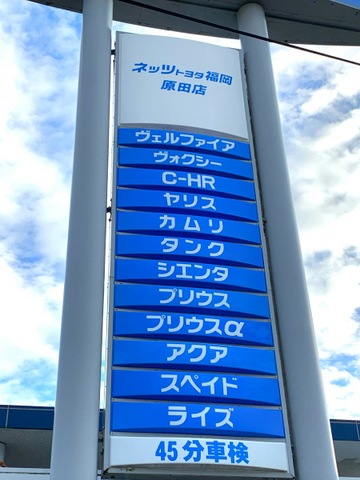 ネッツトヨタ福岡
原田店
ヴェルファイア
ヴォクシー
C-HR
ヤリス
カムリ
タンク
シエンタ
プリウス
プリウスα
アクア
スペイド
ライズ
45分車検